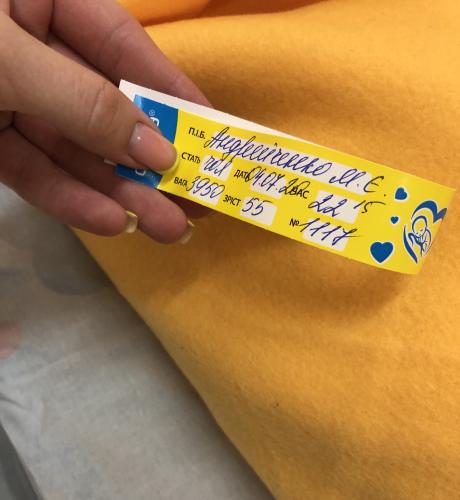 П.І.Б. Андрейченко М. Є.
СТАТЬ чол ДАТА 04.07.20 ЧАС 22 15
ВАГА 3950 ЗРІСТ 55 № 1117